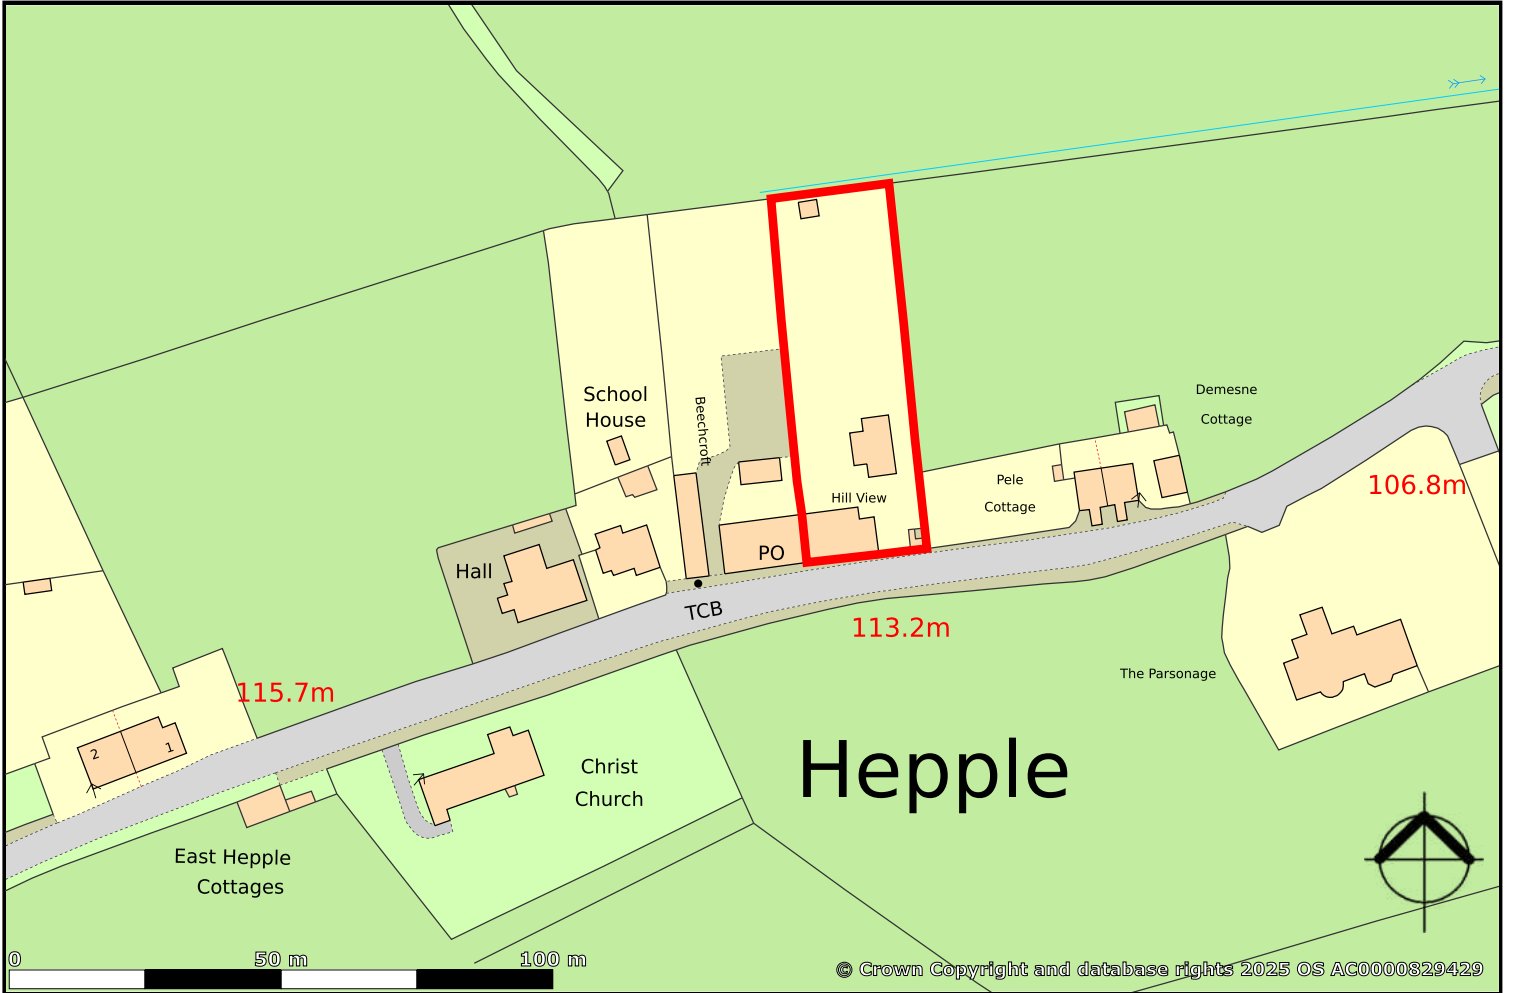 Demesne
Cottage
School
House
Beechcroft
Pele
Cottage
106.8m
Hill View
PO
Hall
TCB
113.2m
The Parsonage
115.7m
2
1
Hepple
Christ
Church
East Hepple
Cottages
0
50 m
100 m
© Crown Copyright and database rights 2025 OS AC0000829429